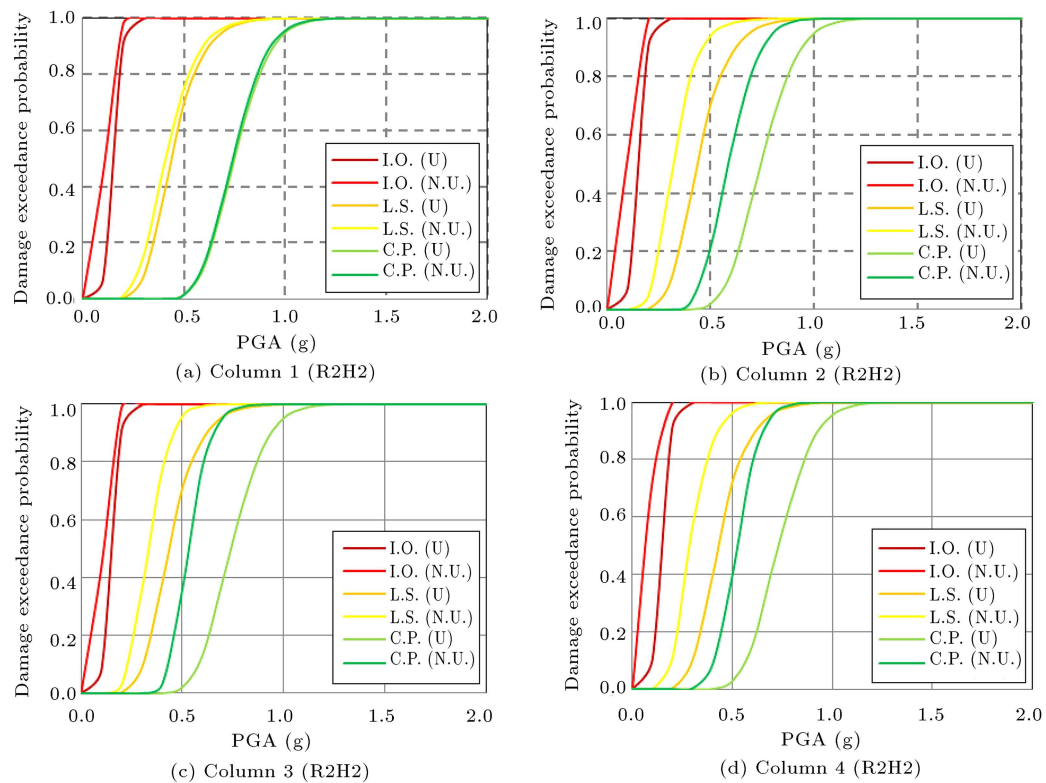 Damage exceedance probability
1.0
0.8
0.6
0.4
0.2
0.0
I.O. (U)
I.O. (N.U.)
L.S. (U)
L.S. (N.U.)
C.P. (U)
C.P. (N.U.)
0.0 0.5 1.0 1.5 2.0
PGA (g)
(a) Column 1 (R2H2)
Damage exceedance probability
1.0
0.8
0.6
0.4
0.2
0.0
I.O. (U)
I.O. (N.U.)
L.S. (U)
L.S. (N.U.)
C.P. (U)
C.P. (N.U.)
0.0 0.5 1.0 1.5 2.0
PGA (g)
(b) Column 2 (R2H2)
Damage exceedance probability
1.0
0.8
0.6
0.4
0.2
0.0
I.O. (U)
I.O. (N.U.)
L.S. (U)
L.S. (N.U.)
C.P. (U)
C.P. (N.U.)
0.0 0.5 1.0 1.5 2.0
PGA (g)
(c) Column 3 (R2H2)
Damage exceedance probability
1.0
0.8
0.6
0.4
0.2
0.0
I.O. (U)
I.O. (N.U.)
L.S. (U)
L.S. (N.U.)
C.P. (U)
C.P. (N.U.)
0.0 0.5 1.0 1.5 2.0
PGA (g)
(d) Column 4 (R2H2)